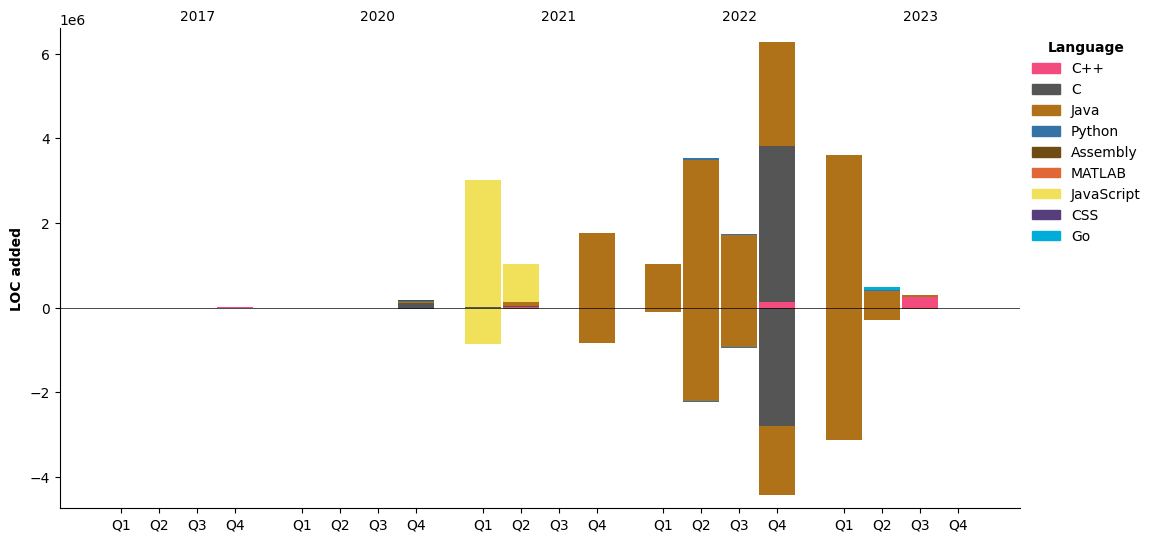 2017 2020 2021 2022 2023
1e6
6
4
2
0
−2
−4
LOC added
Q1 Q2 Q3 Q4 Q1 Q2 Q3 Q4 Q1 Q2 Q3 Q4 Q1 Q2 Q3 Q4 Q1 Q2 Q3 Q4
Language
C++
C
Java
Python
Assembly
MATLAB
JavaScript
CSS
Go